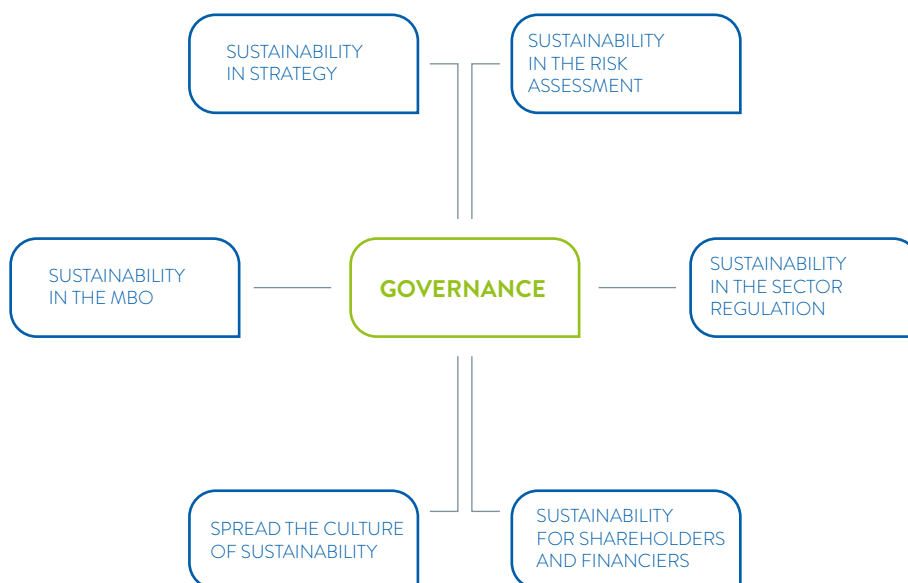 SUSTAINABILITY
IN STRATEGY
SUSTAINABILITY
IN THE RISK
ASSESSMENT
SUSTAINABILITY
IN THE MBO
GOVERNANCE
SUSTAINABILITY
IN THE SECTOR
REGULATION
SPREAD THE CULTURE
OF SUSTAINABILITY
SUSTAINABILITY
FOR SHAREHOLDERS
AND FINANCIERS